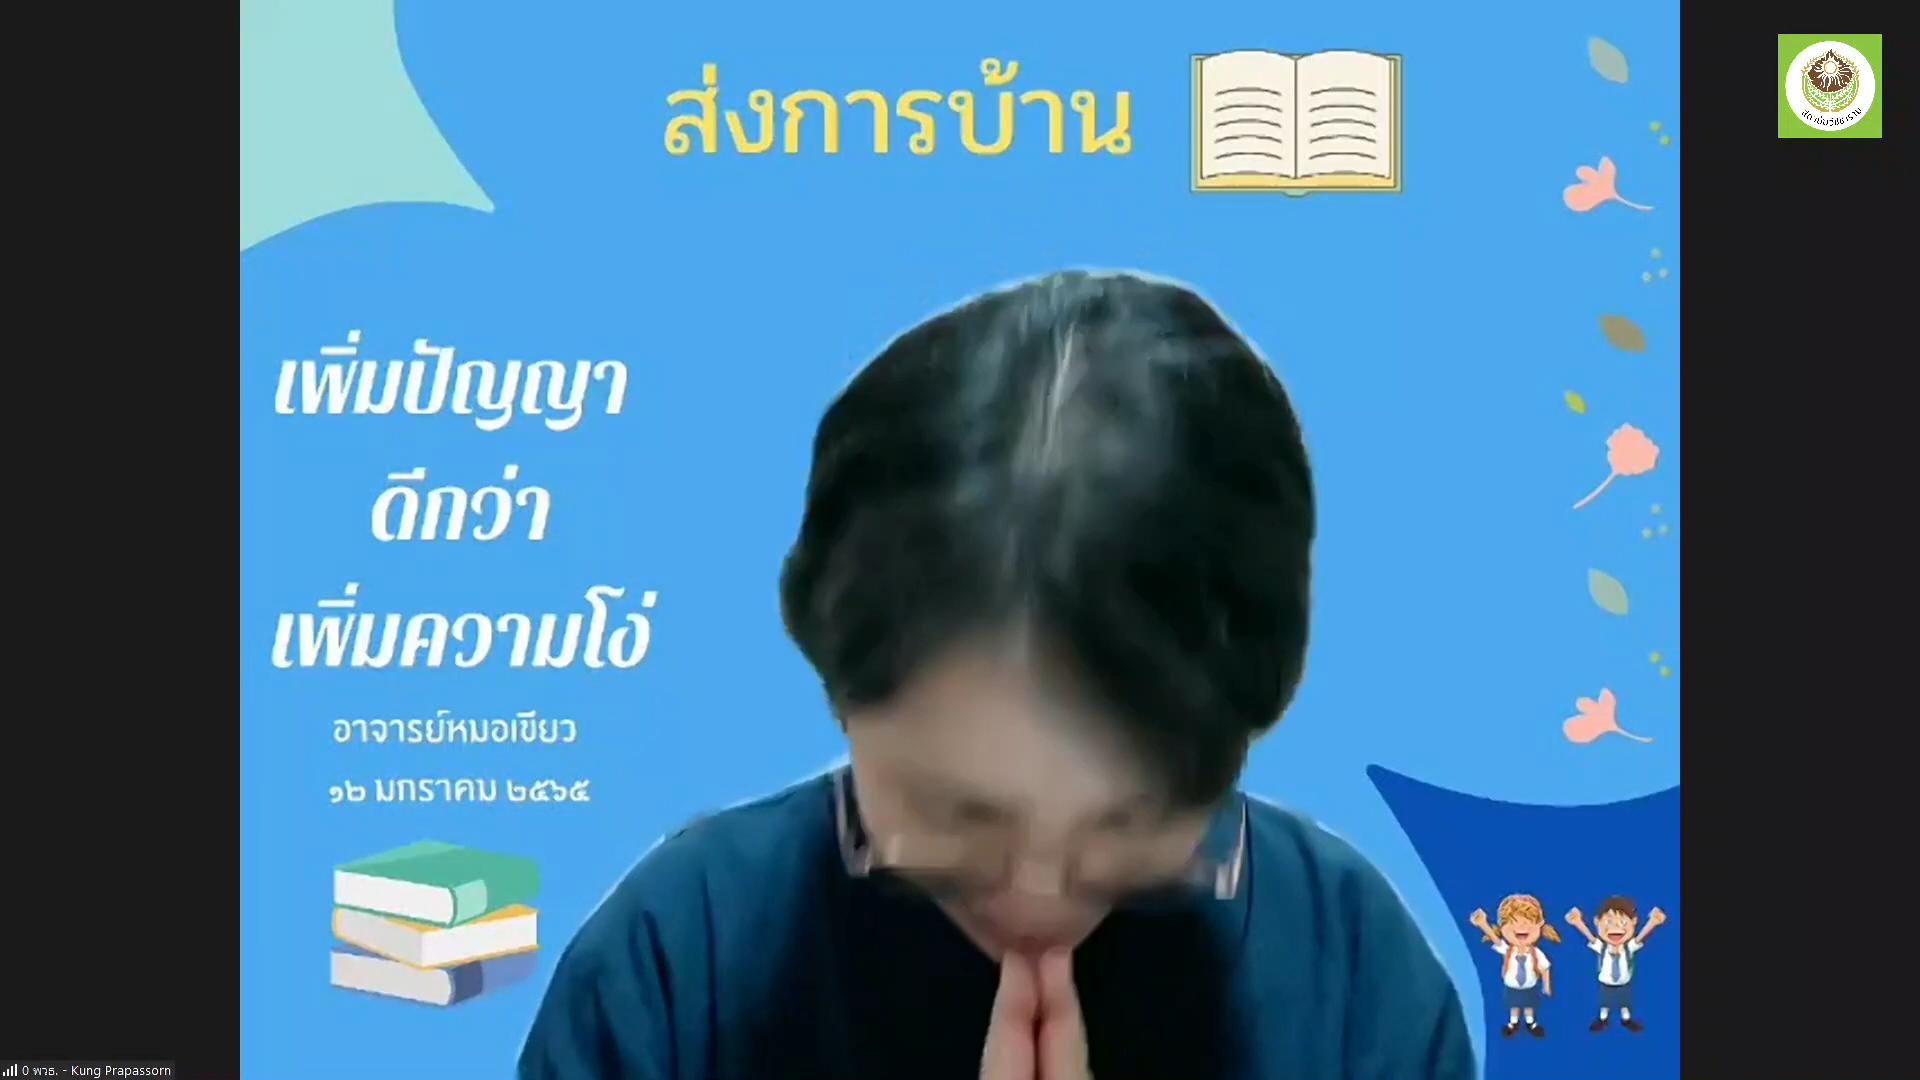 ส่งการบ้าน
เพิ่มปัญญา
ดีกว่า
เพิ่มความโง่
อาจารย์หมอเขียว
๑๒ มกราคม ๒๕๖๕
0 พวธ. - Kung Prapassorn